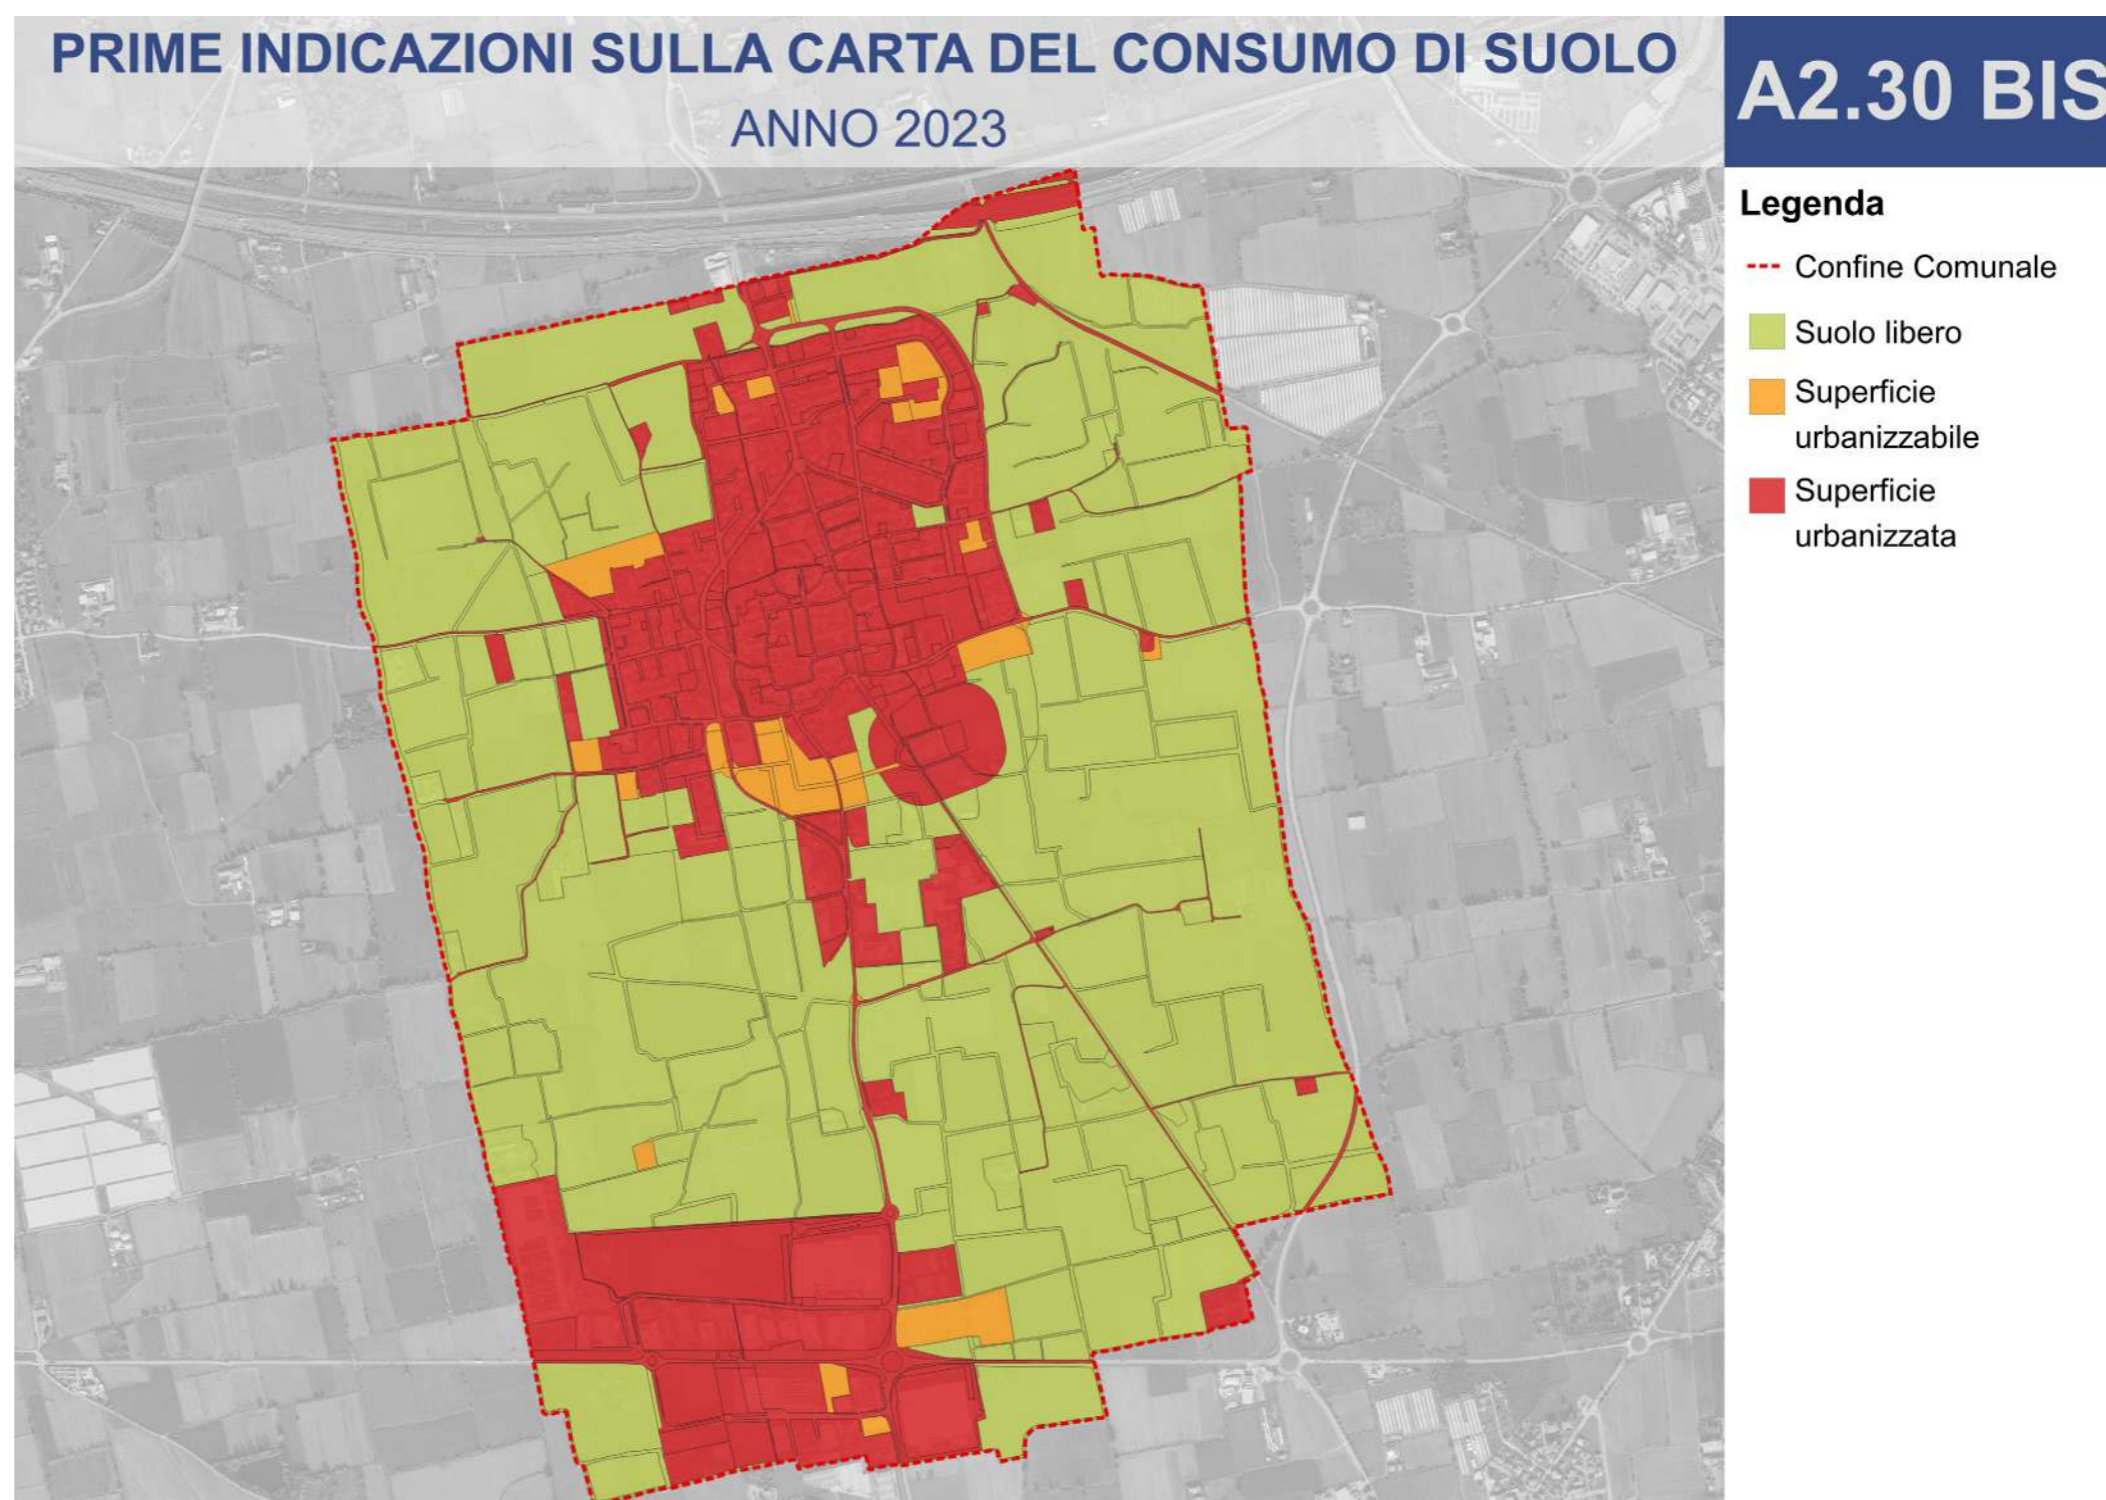 PRIME INDICAZIONI SULLA CARTA DEL CONSUMO DI SUOLO
ANNO 2023
A2.30 BIS
Legenda
Confine Comunale
Suolo libero
Superficie
urbanizzabile
Superficie
urbanizzata